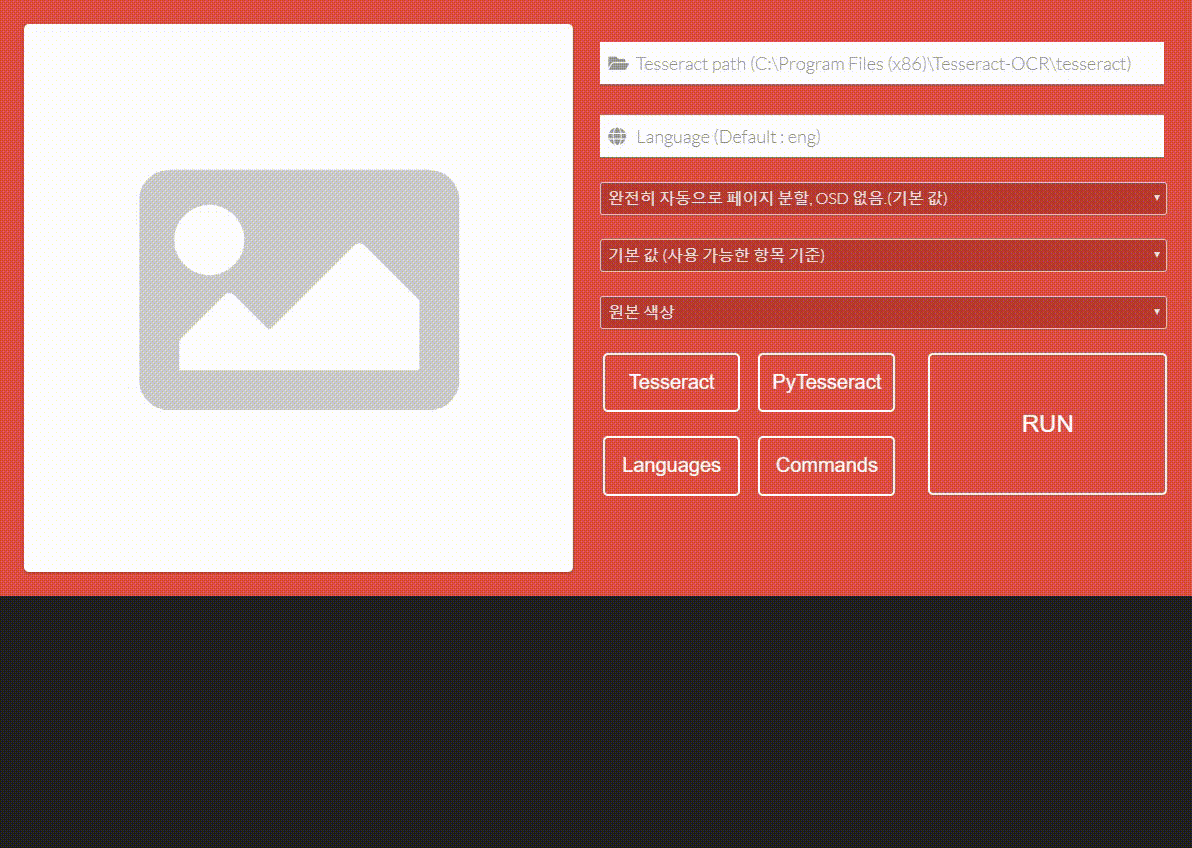 Tesseract path (C:\Program Files (x86)\Tesseract-OCR\tesseract)
Language (Default : eng)
완전히 자동으로 페이지 분할, OSD 없음.(기본 값)
기본 값 (사용 가능한 항목 기준)
원본 색상
Tesseract PyTesseract
RUN
Languages Commands